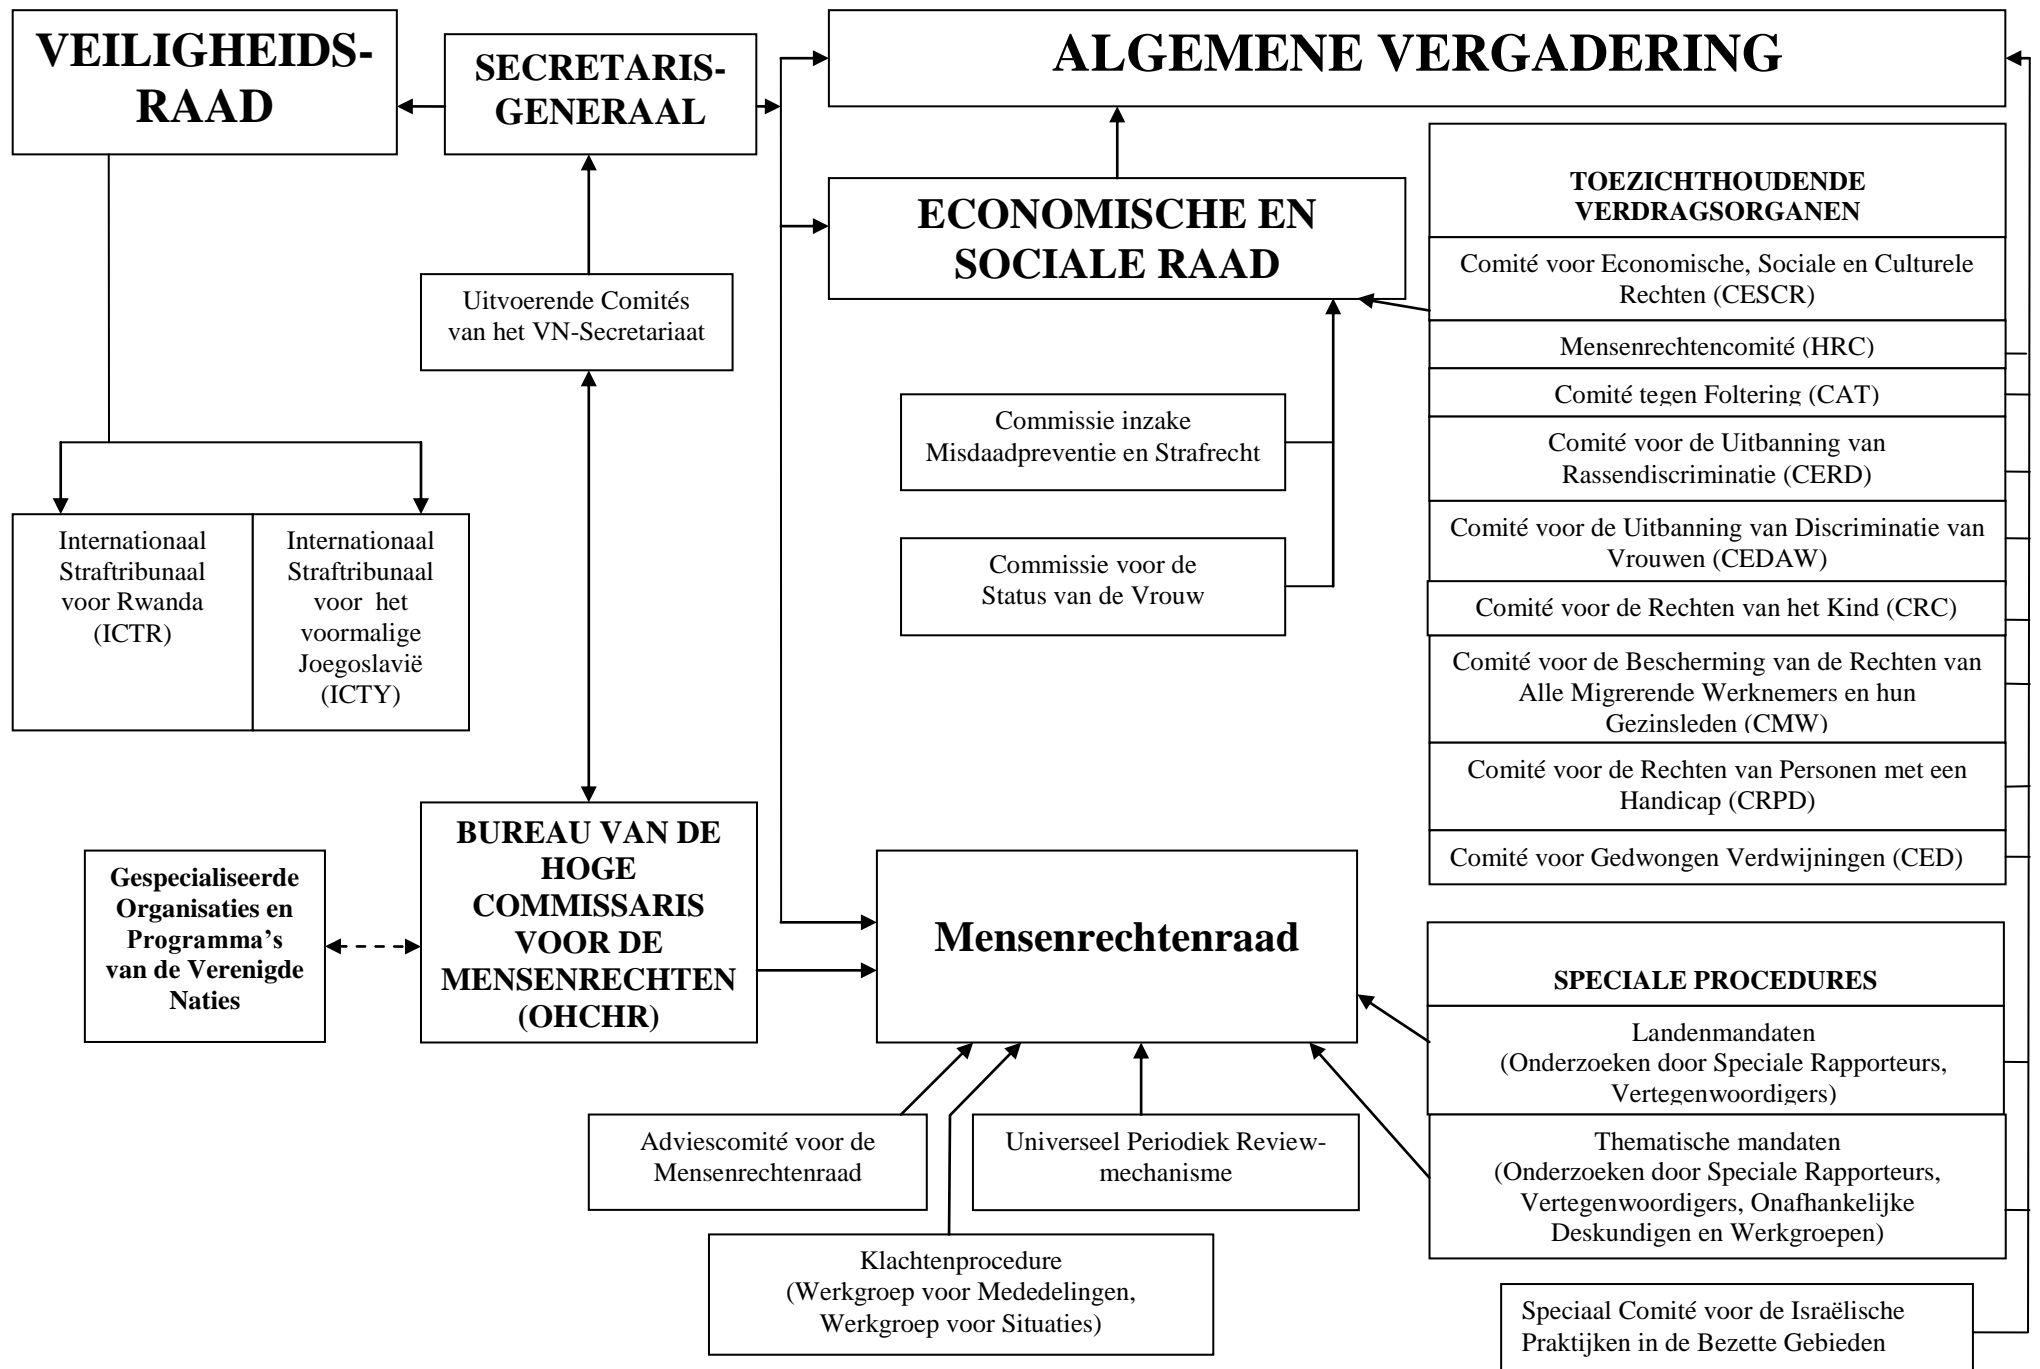 VEILIGHEIDS-
RAAD
SECRETARIS-
GENERAAL
ALGEMENE VERGADERING
ECONOMISCHE EN
SOCIALE RAAD
Uitvoerende Comités
van het VN-Secretariaat
TOEZICHTHOUDENDE
VERDRAGSORGANEN
Comité voor Economische, Sociale en Culturele
Rechten (CESCR)
Mensenrechtencomité (HRC)
Comité tegen Foltering (CAT)
Comité voor de Uitbanning van
Rassendiscriminatie (CERD)
Comité voor de Uitbanning van Discriminatie van
Vrouwen (CEDAW)
Comité voor de Rechten van het Kind (CRC)
Comité voor de Bescherming van de Rechten van
Alle Migrerende Werknemers en hun
Gezinsleden (CMW)
Comité voor de Rechten van Personen met een
Handicap (CRPD)
Comité voor Gedwongen Verdwijningen (CED)
Commissie inzake
Misdaadpreventie en Strafrecht
Commissie voor de
Status van de Vrouw
Internationaal
Straftribunaal
voor Rwanda
(ICTR)
Internationaal
Straftribunaal
voor het
voormalige
Joegoslavië
(ICTY)
Gespecialiseerde
Organisaties en
Programma's
van de Verenigde
Naties
BUREAU VAN DE
HOGE
COMMISSARIS
VOOR DE
MENSENRECHTEN
(OHCHR)
Mensenrechtenraad
SPECIALE PROCEDURES
Landenmandaten
(Onderzoeken door Speciale Rapporteurs,
Vertegenwoordigers)
Thematische mandaten
(Onderzoeken door Speciale Rapporteurs,
Vertegenwoordigers, Onafhankelijke
Deskundigen en Werkgroepen)
Adviescomité voor de
Mensenrechtenraad
Universeel Periodiek Review-
mechanisme
Klachtenprocedure
(Werkgroep voor Mededelingen,
Werkgroep voor Situaties)
Speciaal Comité voor de Israëlische
Praktijken in de Bezette Gebieden